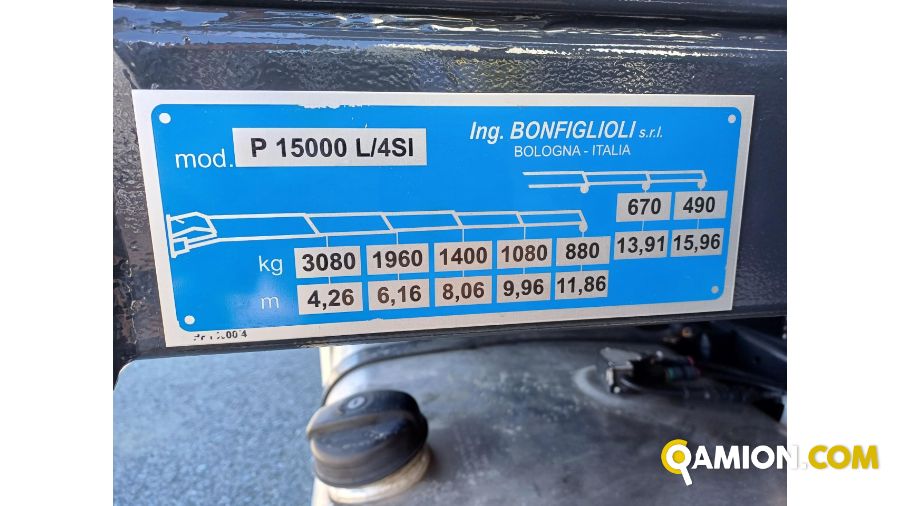 Ing. BONFIGLIOLI s.r.l.
BOLOGNA - ITALIA
mod. P 15000 L/4SI
670 490
13,91 15,96
kg 3080 1960 1400 1080 880
m 4,26 6,16 8,06 9,96 11,86
QAMION.COM